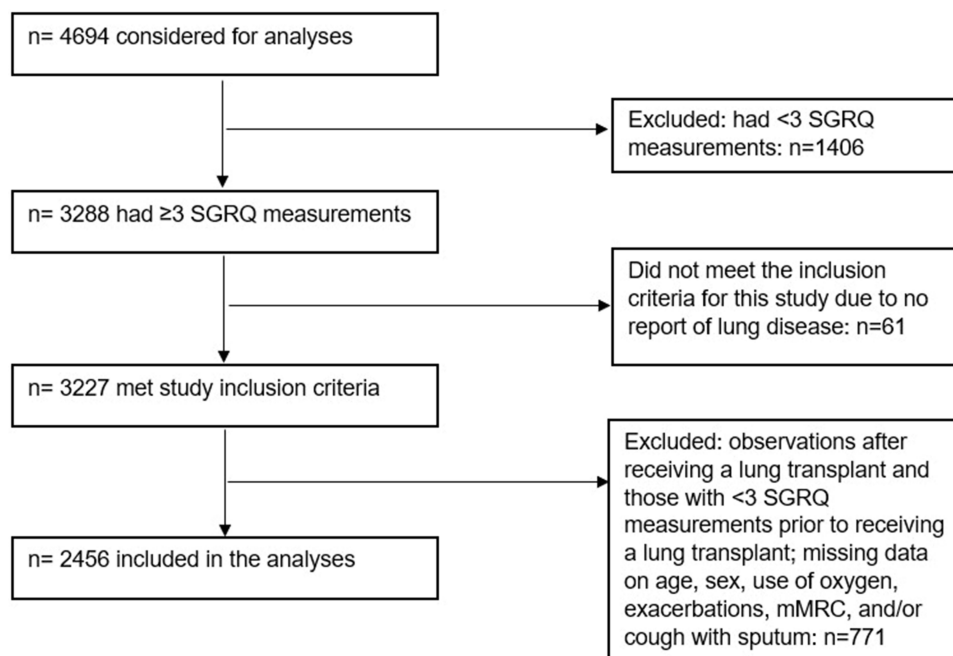 n= 4694 considered for analyses
Excluded: had <3 SGRQ
measurements: n=1406
n= 3288 had ≥3 SGRQ measurements
Did not meet the inclusion
criteria for this study due to no
report of lung disease: n=61
n= 3227 met study inclusion criteria
Excluded: observations after
receiving a lung transplant and
those with <3 SGRQ
measurements prior to receiving
a lung transplant; missing data
on age, sex, use of oxygen,
exacerbations, mMRC, and/or
cough with sputum: n=771
n= 2456 included in the analyses